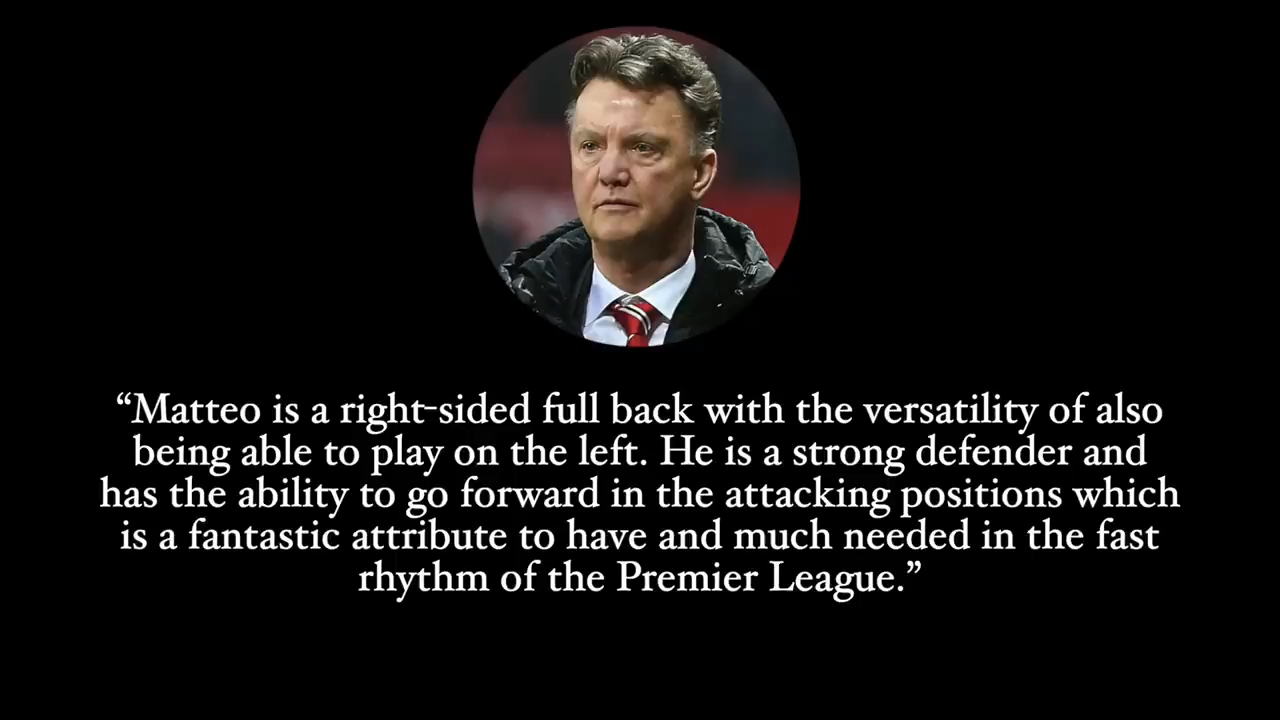 “Matteo is a right-sided full back with the versatility of also
being able to play on the left. He is a strong defender and
has the ability to go forward in the attacking positions which
is a fantastic attribute to have and much needed in the fast
rhythm of the Premier League.”